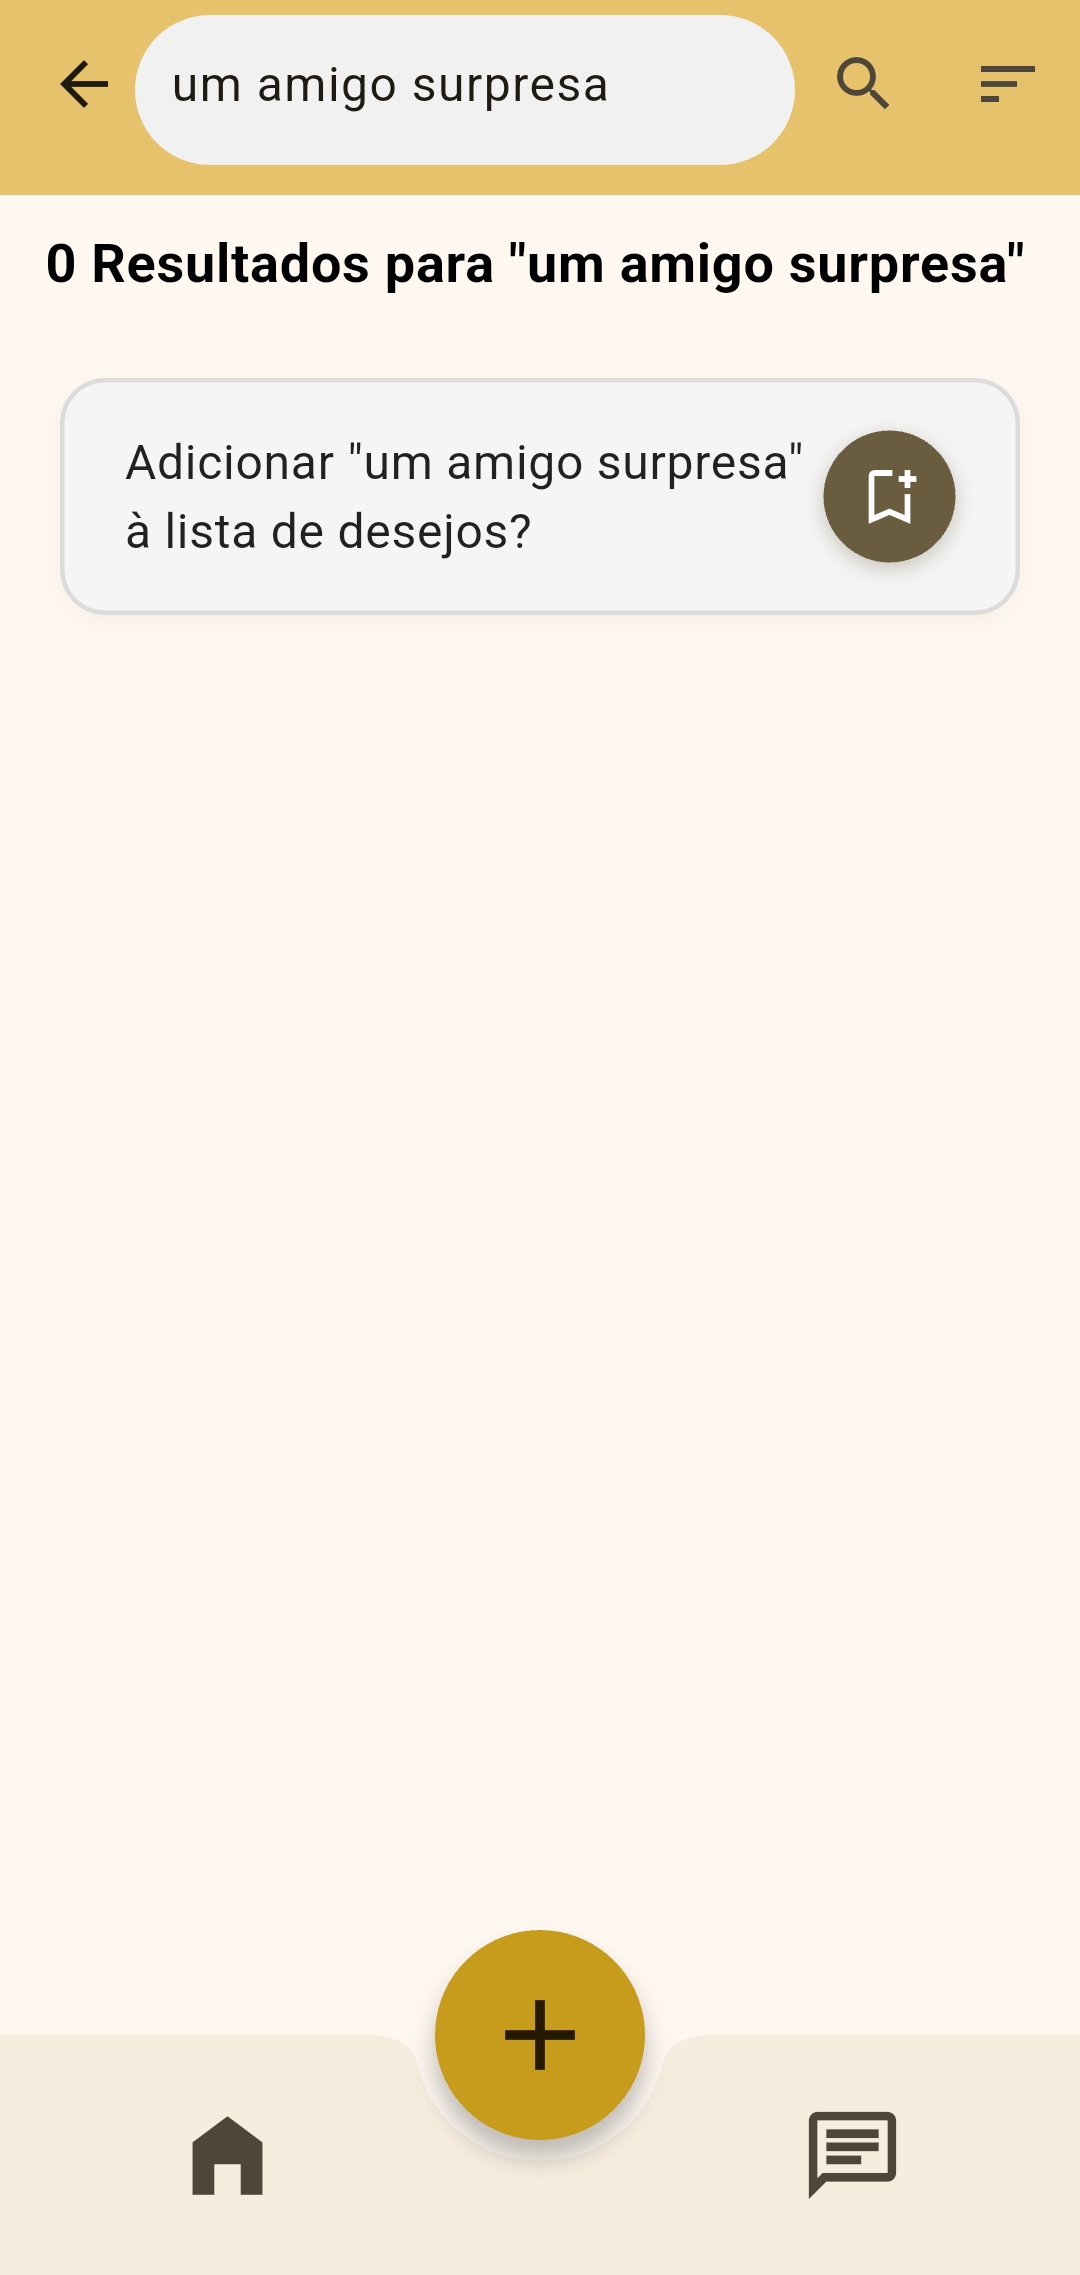 um amigo surpresa
0 Resultados para "um amigo surpresa"
Adicionar "um amigo surpresa"
à lista de desejos?